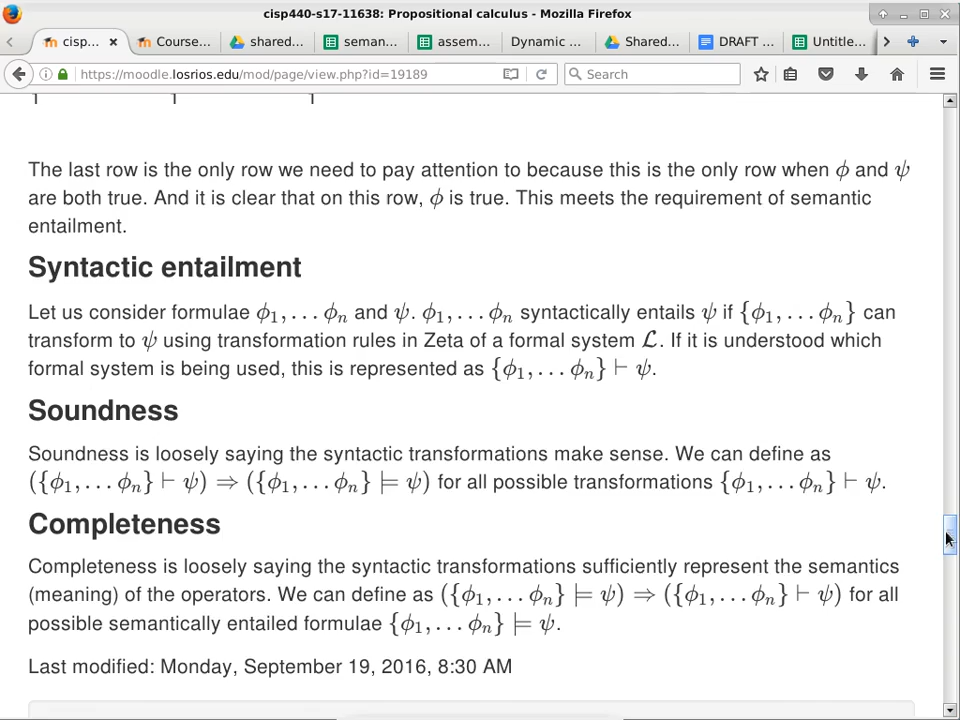 cisp440-s17-11638: Propositional calculus - Mozilla Firefox
cisp... Course... shared... seman... assem... Dynamic ... Shared... DRAFT ... Untitle...
https://moodle.losrios.edu/mod/page/view.php?id=19189 Search
The last row is the only row we need to pay attention to because this is the only row when ϕ and ψ
are both true. And it is clear that on this row, ϕ is true. This meets the requirement of semantic
entailment.
Syntactic entailment
Let us consider formulae ϕ₁, … ϕₙ and ψ. ϕ₁, … ϕₙ syntactically entails ψ if {ϕ₁, … ϕₙ} can
transform to ψ using transformation rules in Zeta of a formal system ℒ. If it is understood which
formal system is being used, this is represented as {ϕ₁, … ϕₙ} ⊢ ψ.
Soundness
Soundness is loosely saying the syntactic transformations make sense. We can define as
({ϕ₁, … ϕₙ} ⊢ ψ) ⇒ ({ϕ₁, … ϕₙ} ⊨ ψ) for all possible transformations {ϕ₁, … ϕₙ} ⊢ ψ.
Completeness
Completeness is loosely saying the syntactic transformations sufficiently represent the semantics
(meaning) of the operators. We can define as ({ϕ₁, … ϕₙ} ⊨ ψ) ⇒ ({ϕ₁, … ϕₙ} ⊢ ψ) for all
possible semantically entailed formulae {ϕ₁, … ϕₙ} ⊨ ψ.
Last modified: Monday, September 19, 2016, 8:30 AM